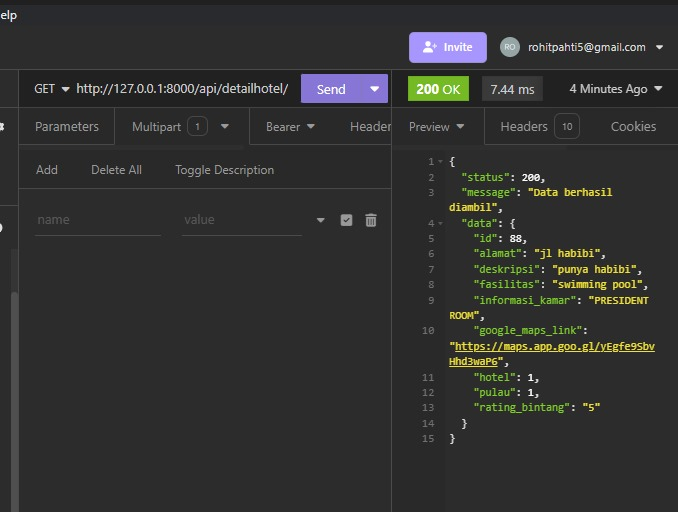 elp
Invite
RO rohitpahti5@gmail.com
GET http://127.0.0.1:8000/api/detailhotel/ Send
200 OK 7.44 ms 4 Minutes Ago
Parameters Multipart 1 Bearer Header
Preview Headers 10 Cookies
Add Delete All Toggle Description
name value
1 {
2 "status": 200,
3 "message": "Data berhasil
diambil",
4 "data": {
5 "id": 88,
6 "alamat": "jl habibi",
7 "deskripsi": "punya habibi",
8 "fasilitas": "swimming pool",
9 "informasi_kamar": "PRESIDENT
ROOM",
10 "google_maps_link":
"https://maps.app.goo.gl/yEgfe9Sbv
Hhd3waP6",
11 "hotel": 1,
12 "pulau": 1,
13 "rating_bintang": "5"
14 }
15 }